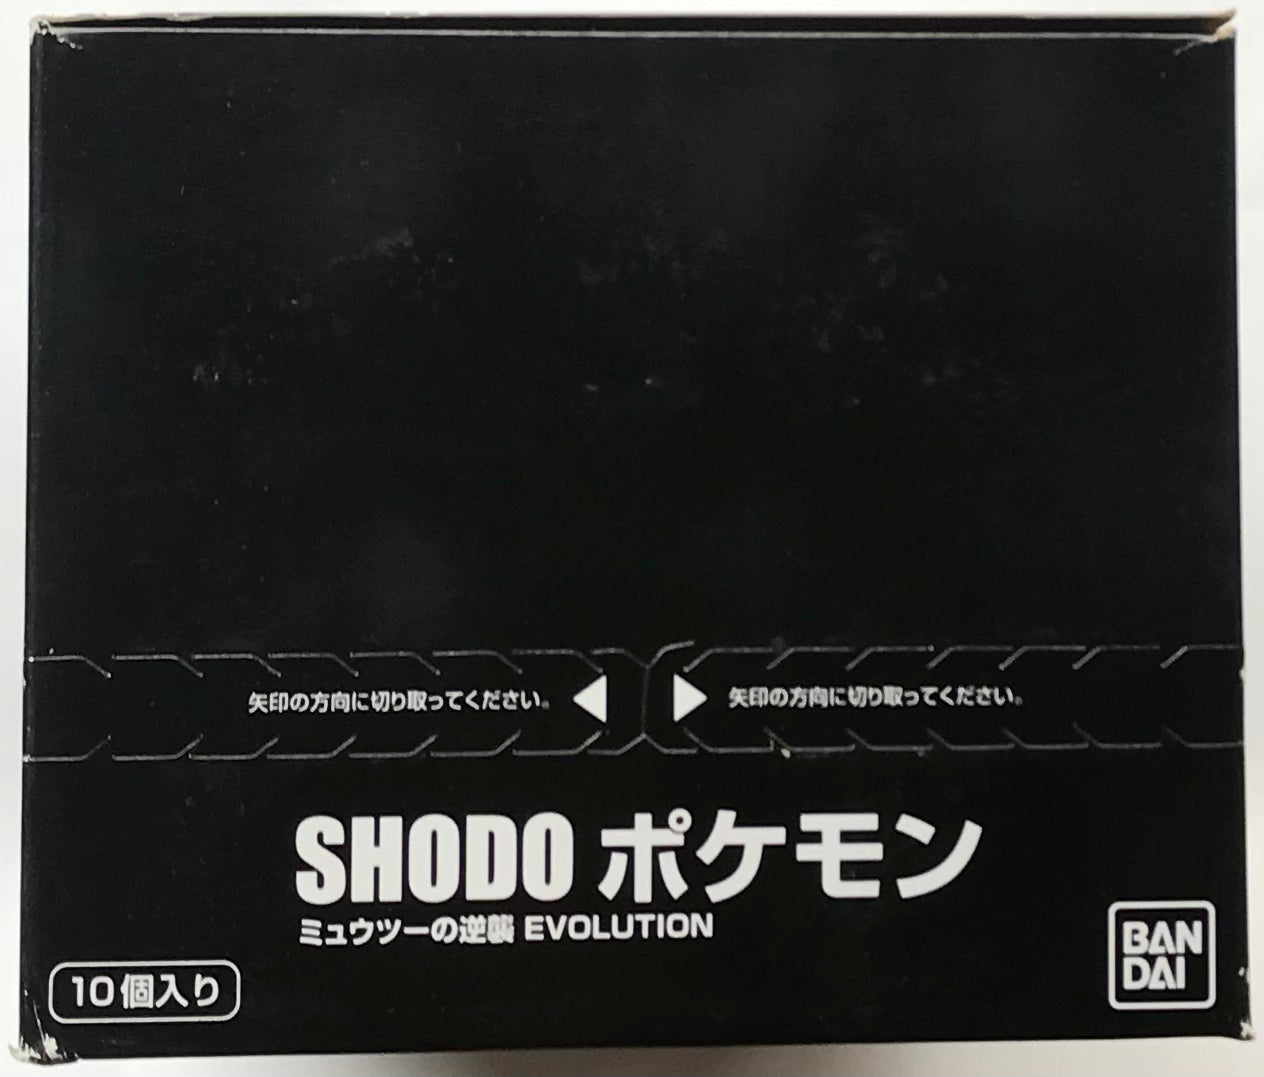 矢印の方向に切り取ってください。
矢印の方向に切り取ってください。
SHODO ポケモン
ミュウツーの逆襲 EVOLUTION
10個入り
BAN
DAI